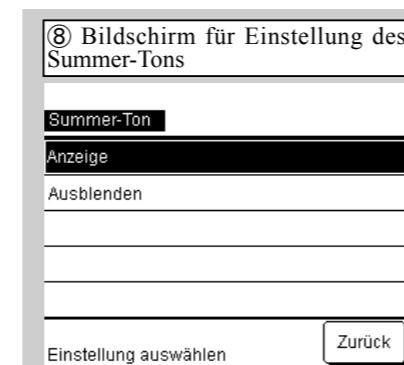 ⑧ Bildschirm für Einstellung des
Summer-Tons
Summer-Ton
Anzeige
Ausblenden
Einstellung auswählen
Zurück